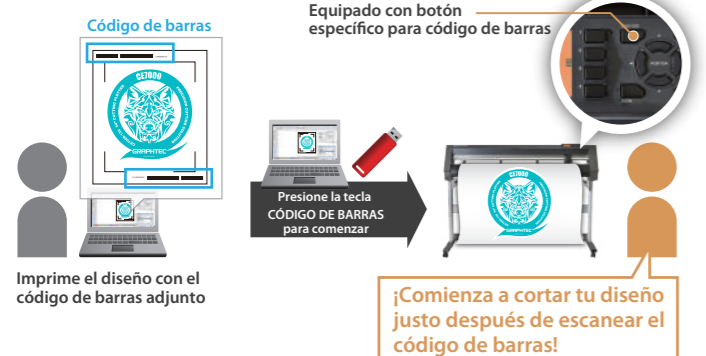 Código de barras
Equipado con botón
específico para código de barras
CE7000
GRAPHTEC
Presione la tecla
CÓDIGO DE BARRAS
para comenzar
CE7000
GRAPHTEC
Imprime el diseño con el
código de barras adjunto
¡Comienza a cortar tu diseño
justo después de escanear el
código de barras!